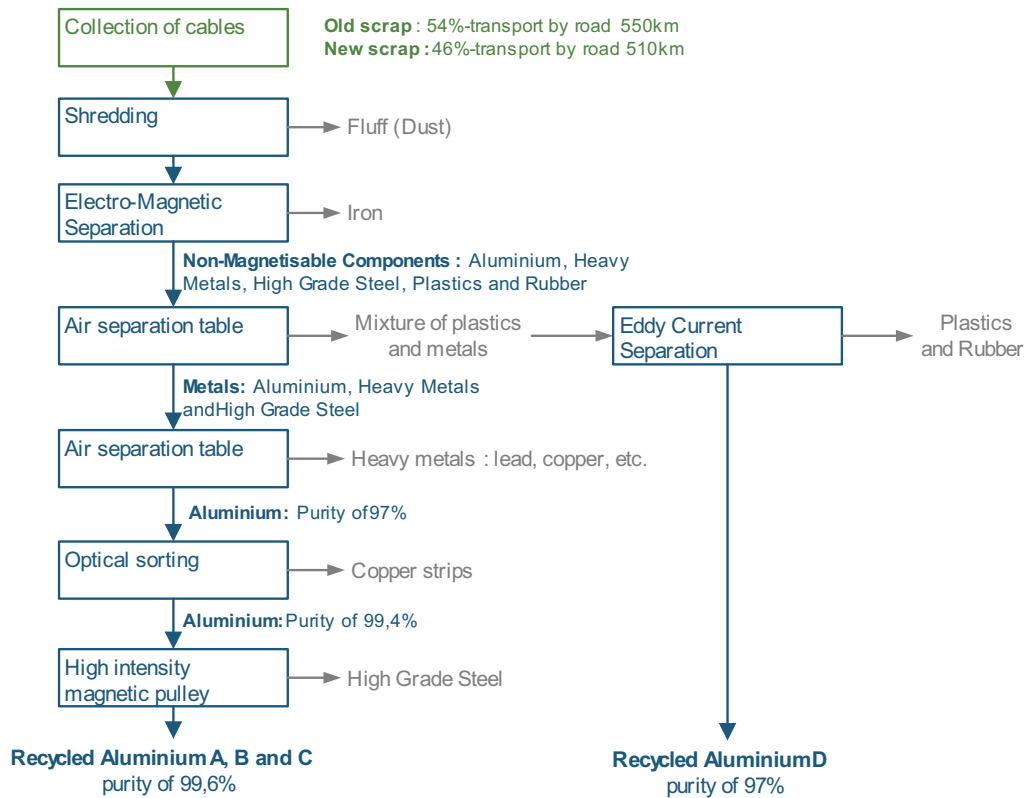 Collection of cables
Old scrap : 54%-transport by road 550km
New scrap : 46%-transport by road 510km
Shredding
Fluff (Dust)
Electro-Magnetic
Separation
Iron
Non-Magnetisable Components : Aluminium, Heavy
Metals, High Grade Steel, Plastics and Rubber
Air separation table
Mixture of plastics
and metals
Eddy Current
Separation
Plastics
and Rubber
Metals: Aluminium, Heavy Metals
andHigh Grade Steel
Air separation table
Heavy metals : lead, copper, etc.
Aluminium: Purity of97%
Optical sorting
Copper strips
Aluminium:Purity of 99,4%
High intensity
magnetic pulley
High Grade Steel
Recycled Aluminium A, B and C
purity of 99,6%
Recycled AluminiumD
purity of 97%